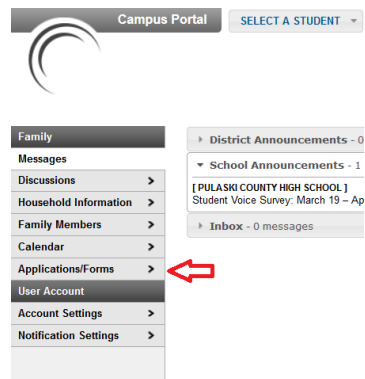 Campus Portal
SELECT A STUDENT
Family
Messages
Discussions
Household Information
Family Members
Calendar
Applications/Forms
User Account
Account Settings
Notification Settings
District Announcements - 0
School Announcements - 1
[ PULASKI COUNTY HIGH SCHOOL ]
Student Voice Survey: March 19 – Ap
Inbox - 0 messages